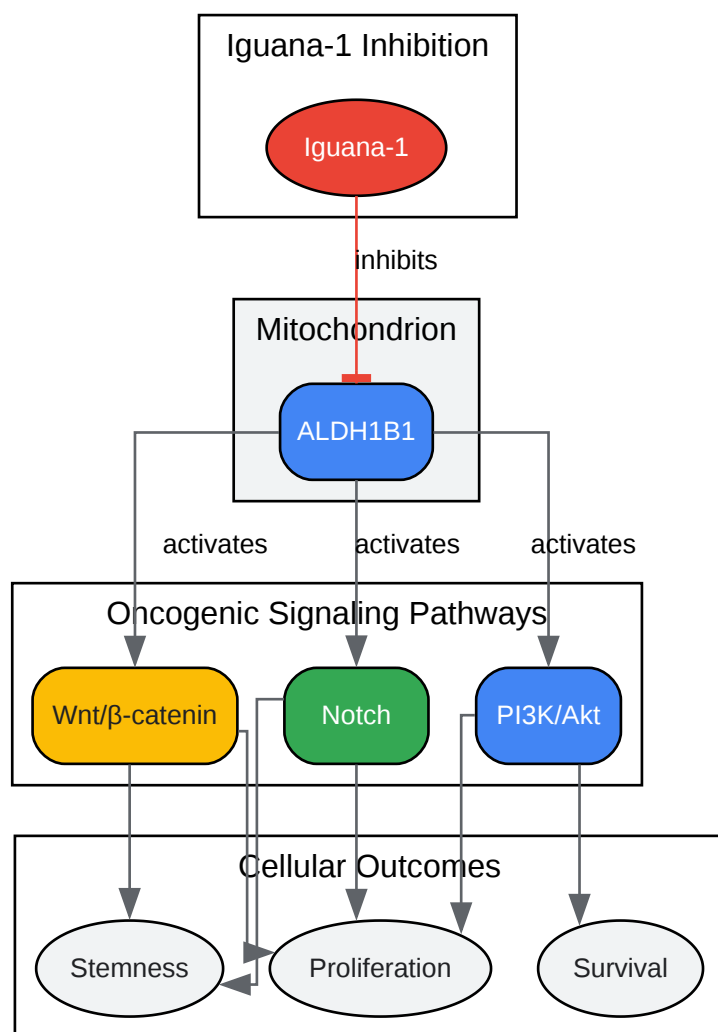 Iguana-1 Inhibition
Iguana-1
inhibits
Mitochondrion
ALDH1B1
activates
activates
activates
Oncogenic Signaling Pathways
Wnt/β-catenin
Notch
PI3K/Akt
Cellular Outcomes
Stemness
Proliferation
Survival